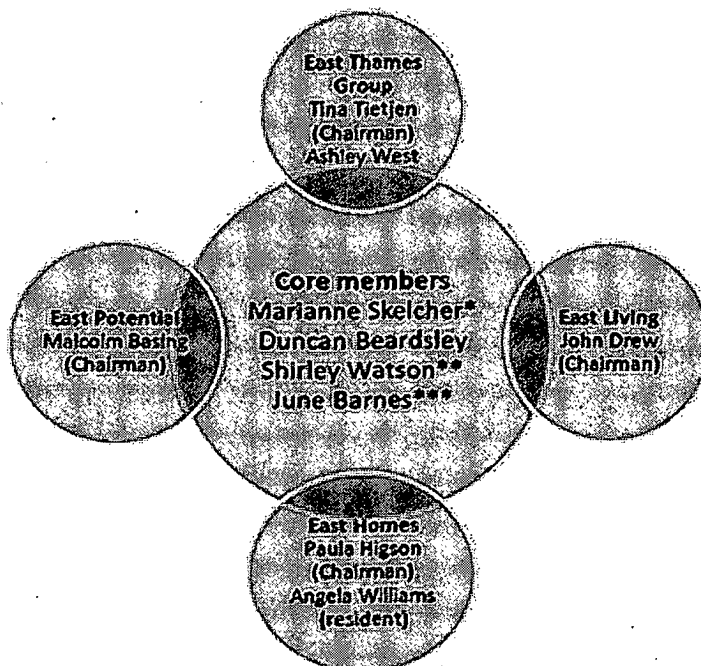 East Thames
Group
Tina Tietjen
(Chairman)
Ashley West
Core members
Marianne Skelcher*
Duncan Beardsley
Shirley Watson**
June Barnes***
East Potential
Malcolm Basing
(Chairman)
East Living
John Drew
(Chairman)
East Homes
Paula Higson
(Chairman)
Angela Williams
(resident)